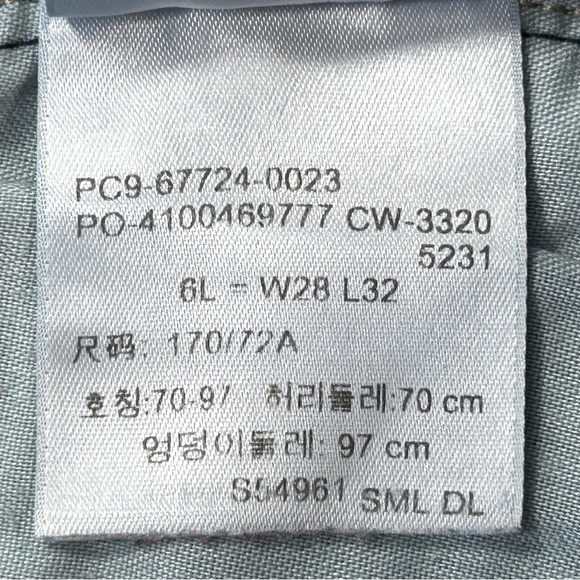 PC9-67724-0023
PO-4100469777 CW-3320
5231
6L - W28 L32
尺码: 170/72A
호칭:70-97 허리둘레:70 cm
엉덩이둘레: 97 cm
S54961 SML DL